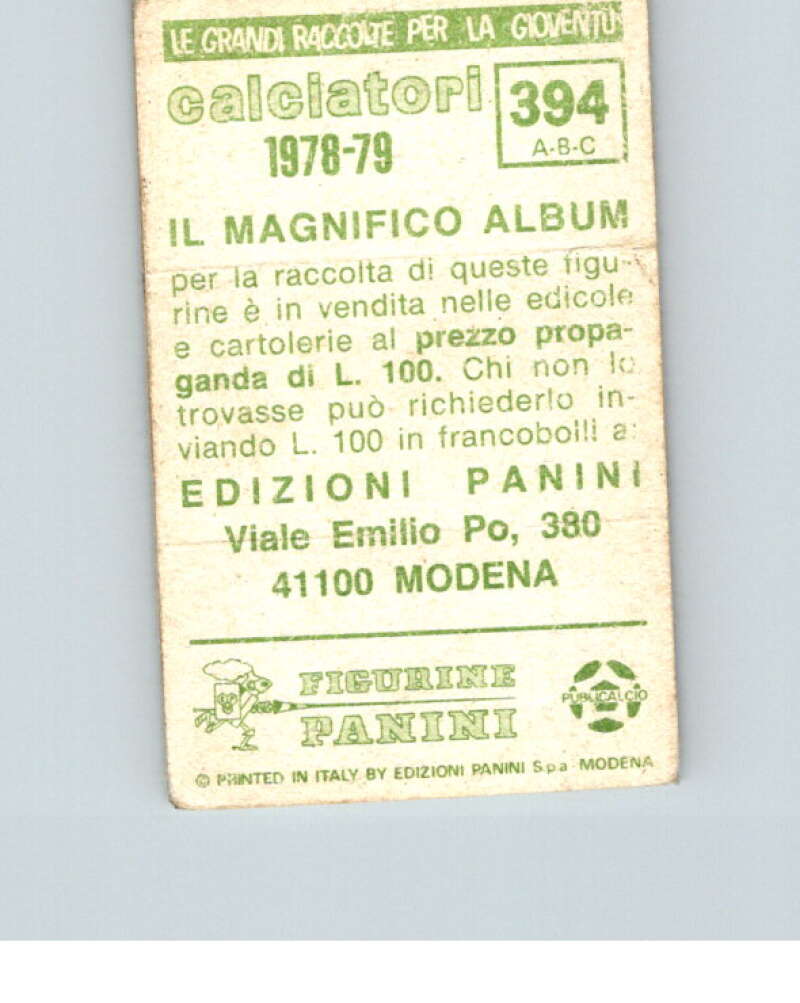 LE GRANDI RACCOLTE PER LA GIOVENTÙ
calciatori
1978-79
394
A-B-C
IL MAGNIFICO ALBUM
per la raccolta di queste figu-
rine è in vendita nelle edicole
e cartolerie al prezzo propa-
ganda di L. 100. Chi non lo
trovasse può richiederlo in-
viando L. 100 in francobolli a:
EDIZIONI PANINI
Viale Emilio Po, 380
41100 MODENA
FIGURINE
PANINI
PUBLICALCIO
© PRINTED IN ITALY BY EDIZIONI PANINI S.p.a. MODENA